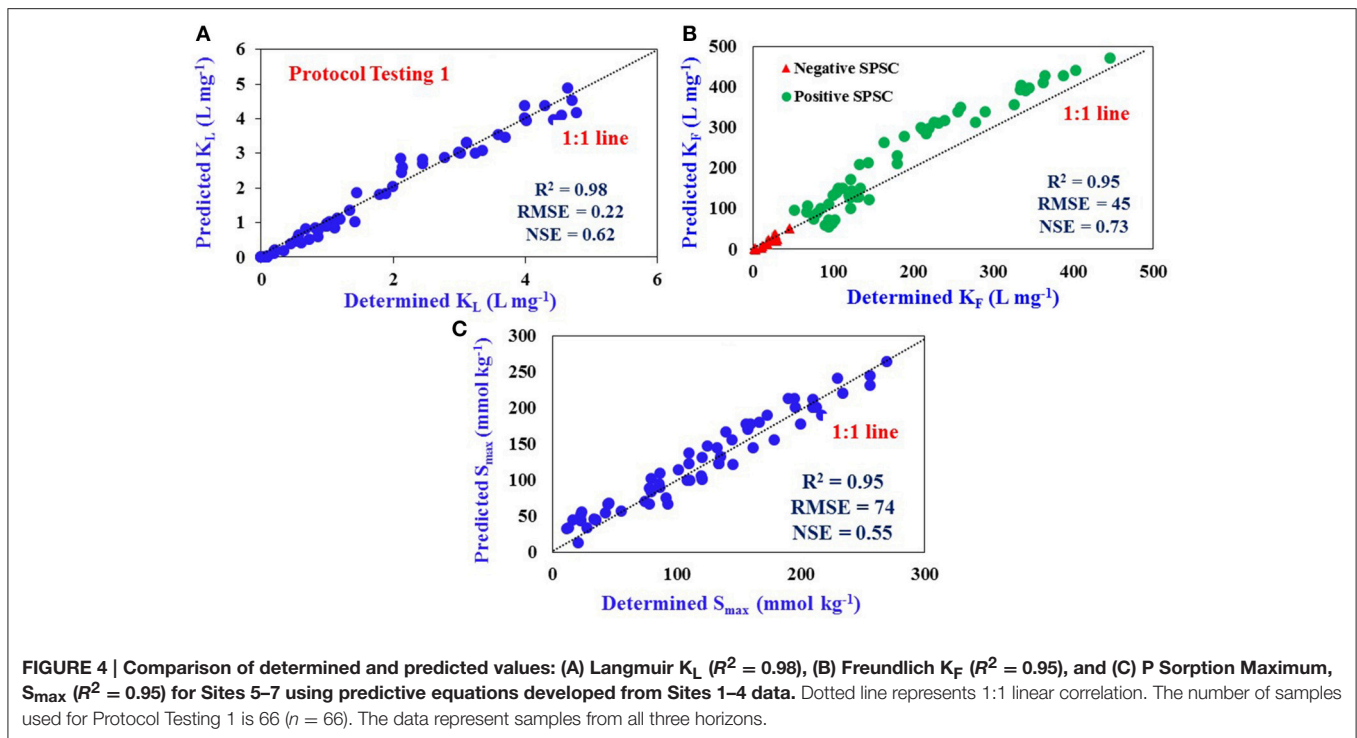 A
6
5
4
3
2
1
0
Predicted K_L (L mg⁻¹)
Protocol Testing 1
1:1 line
R² = 0.98
RMSE = 0.22
NSE = 0.62
0 2 4 6
Determined K_L (L mg⁻¹)
B
500
400
300
200
100
0
Predicted K_F (L mg⁻¹)
Negative SPSC
Positive SPSC
1:1 line
R² = 0.95
RMSE = 45
NSE = 0.73
0 100 200 300 400 500
Determined K_F (L mg⁻¹)
C
300
250
200
150
100
50
0
Predicted S_max (mmol kg⁻¹)
1:1 line
R² = 0.95
RMSE = 74
NSE = 0.55
0 100 200 300
Determined S_max (mmol kg⁻¹)
FIGURE 4 | Comparison of determined and predicted values: (A) Langmuir K_L (R² = 0.98), (B) Freundlich K_F (R² = 0.95), and (C) P Sorption Maximum,
S_max (R² = 0.95) for Sites 5–7 using predictive equations developed from Sites 1–4 data. Dotted line represents 1:1 linear correlation. The number of samples
used for Protocol Testing 1 is 66 (n = 66). The data represent samples from all three horizons.